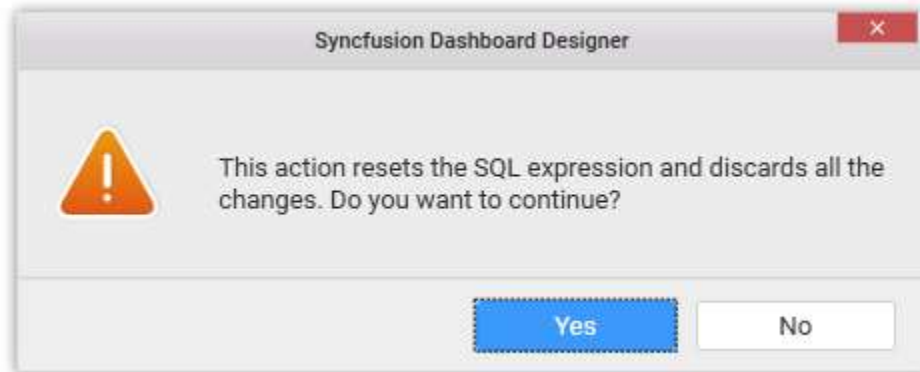 Syncfusion Dashboard Designer
This action resets the SQL expression and discards all the
changes. Do you want to continue?
Yes
No